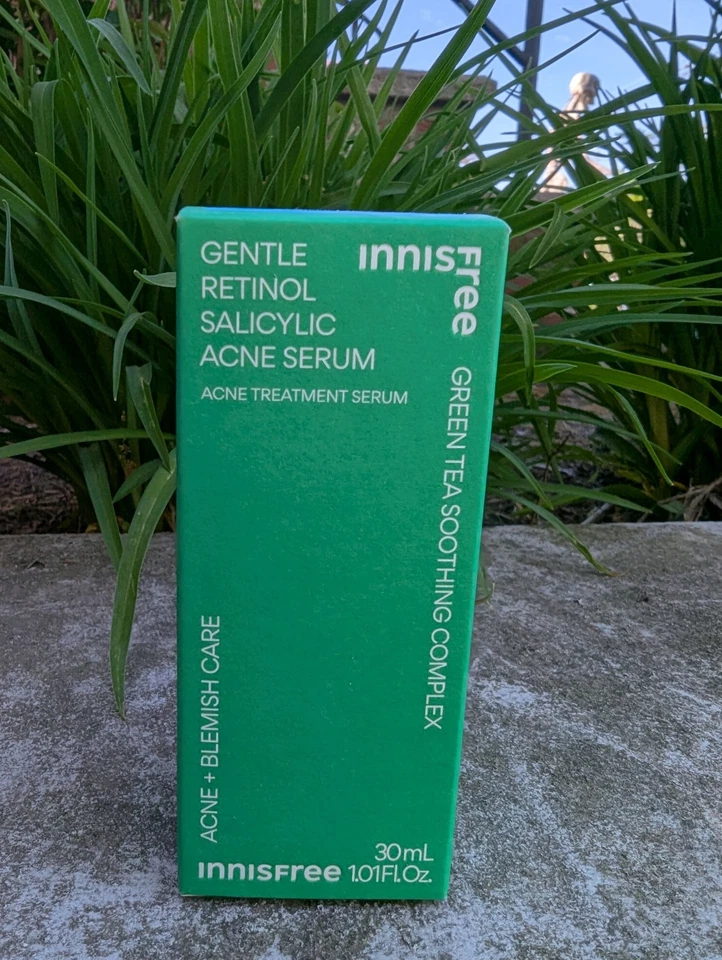 GENTLE
RETINOL
SALICYLIC
ACNE SERUM
ACNE TREATMENT SERUM
INNISFree
GREEN TEA SOOTHING COMPLEX
ACNE + BLEMISH CARE
INNISFree
30mL
1.01Fl.Oz.